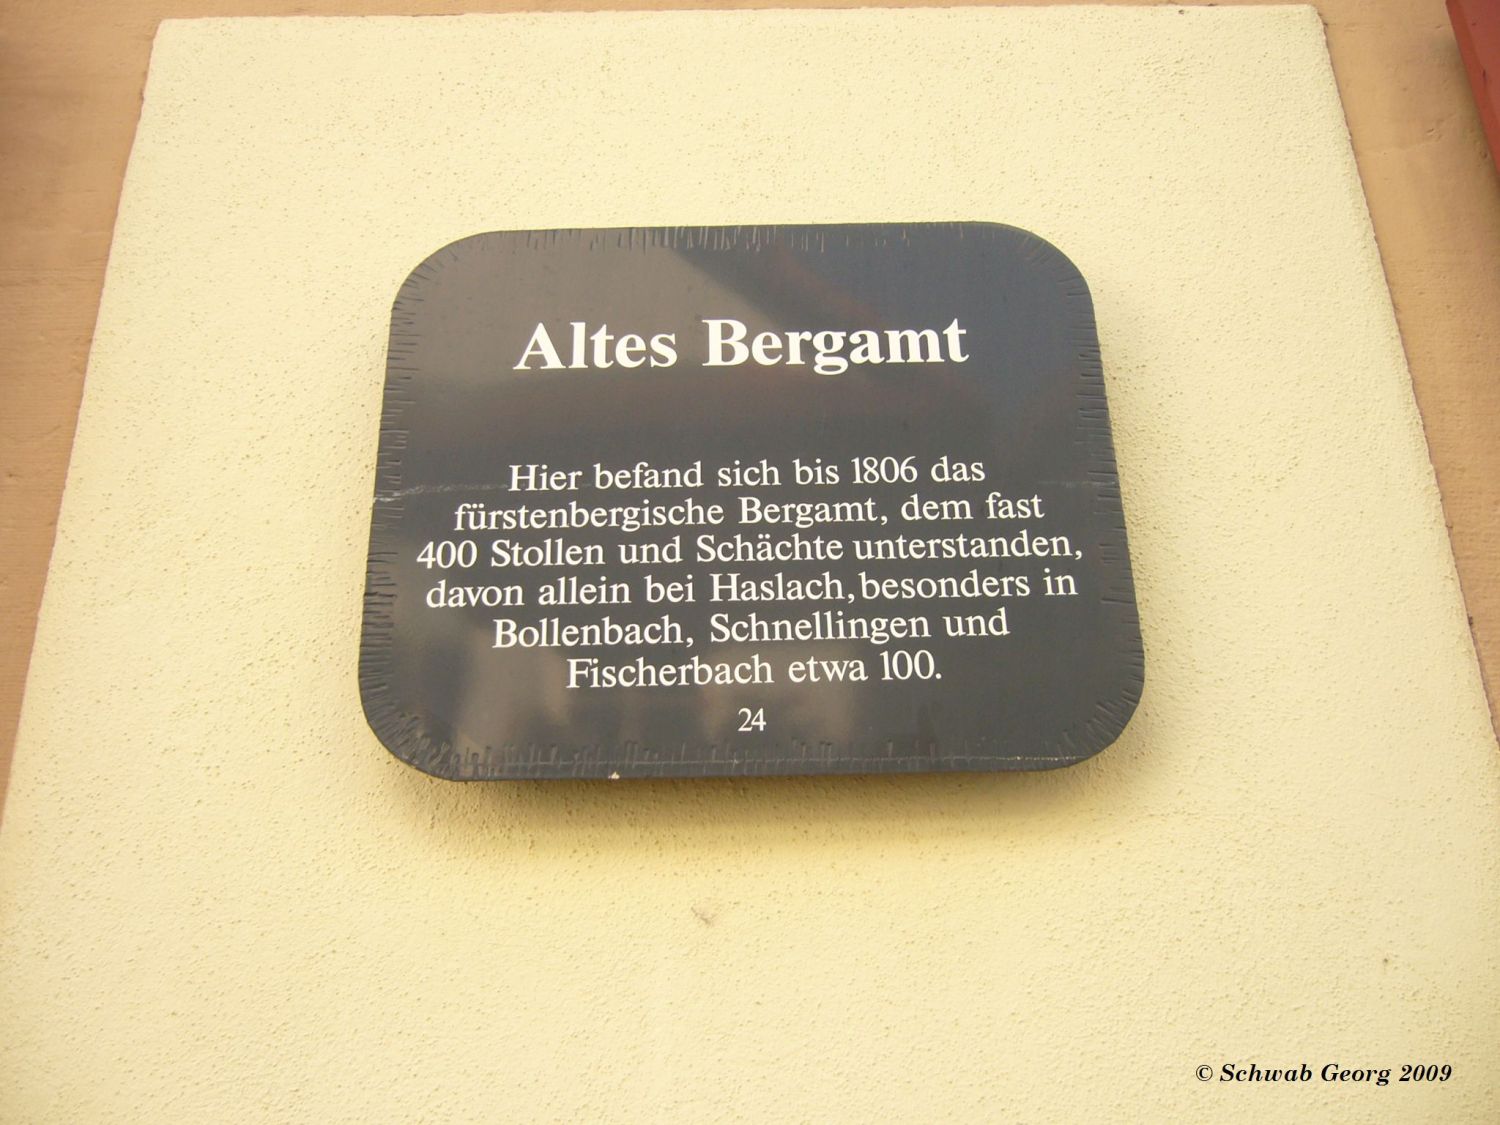 Altes Bergamt
Hier befand sich bis 1806 das
fürstenbergische Bergamt, dem fast
400 Stollen und Schächte unterstanden,
davon allein bei Haslach, besonders in
Bollenbach, Schnellingen und
Fischerbach etwa 100.
24
© Schwab Georg 2009